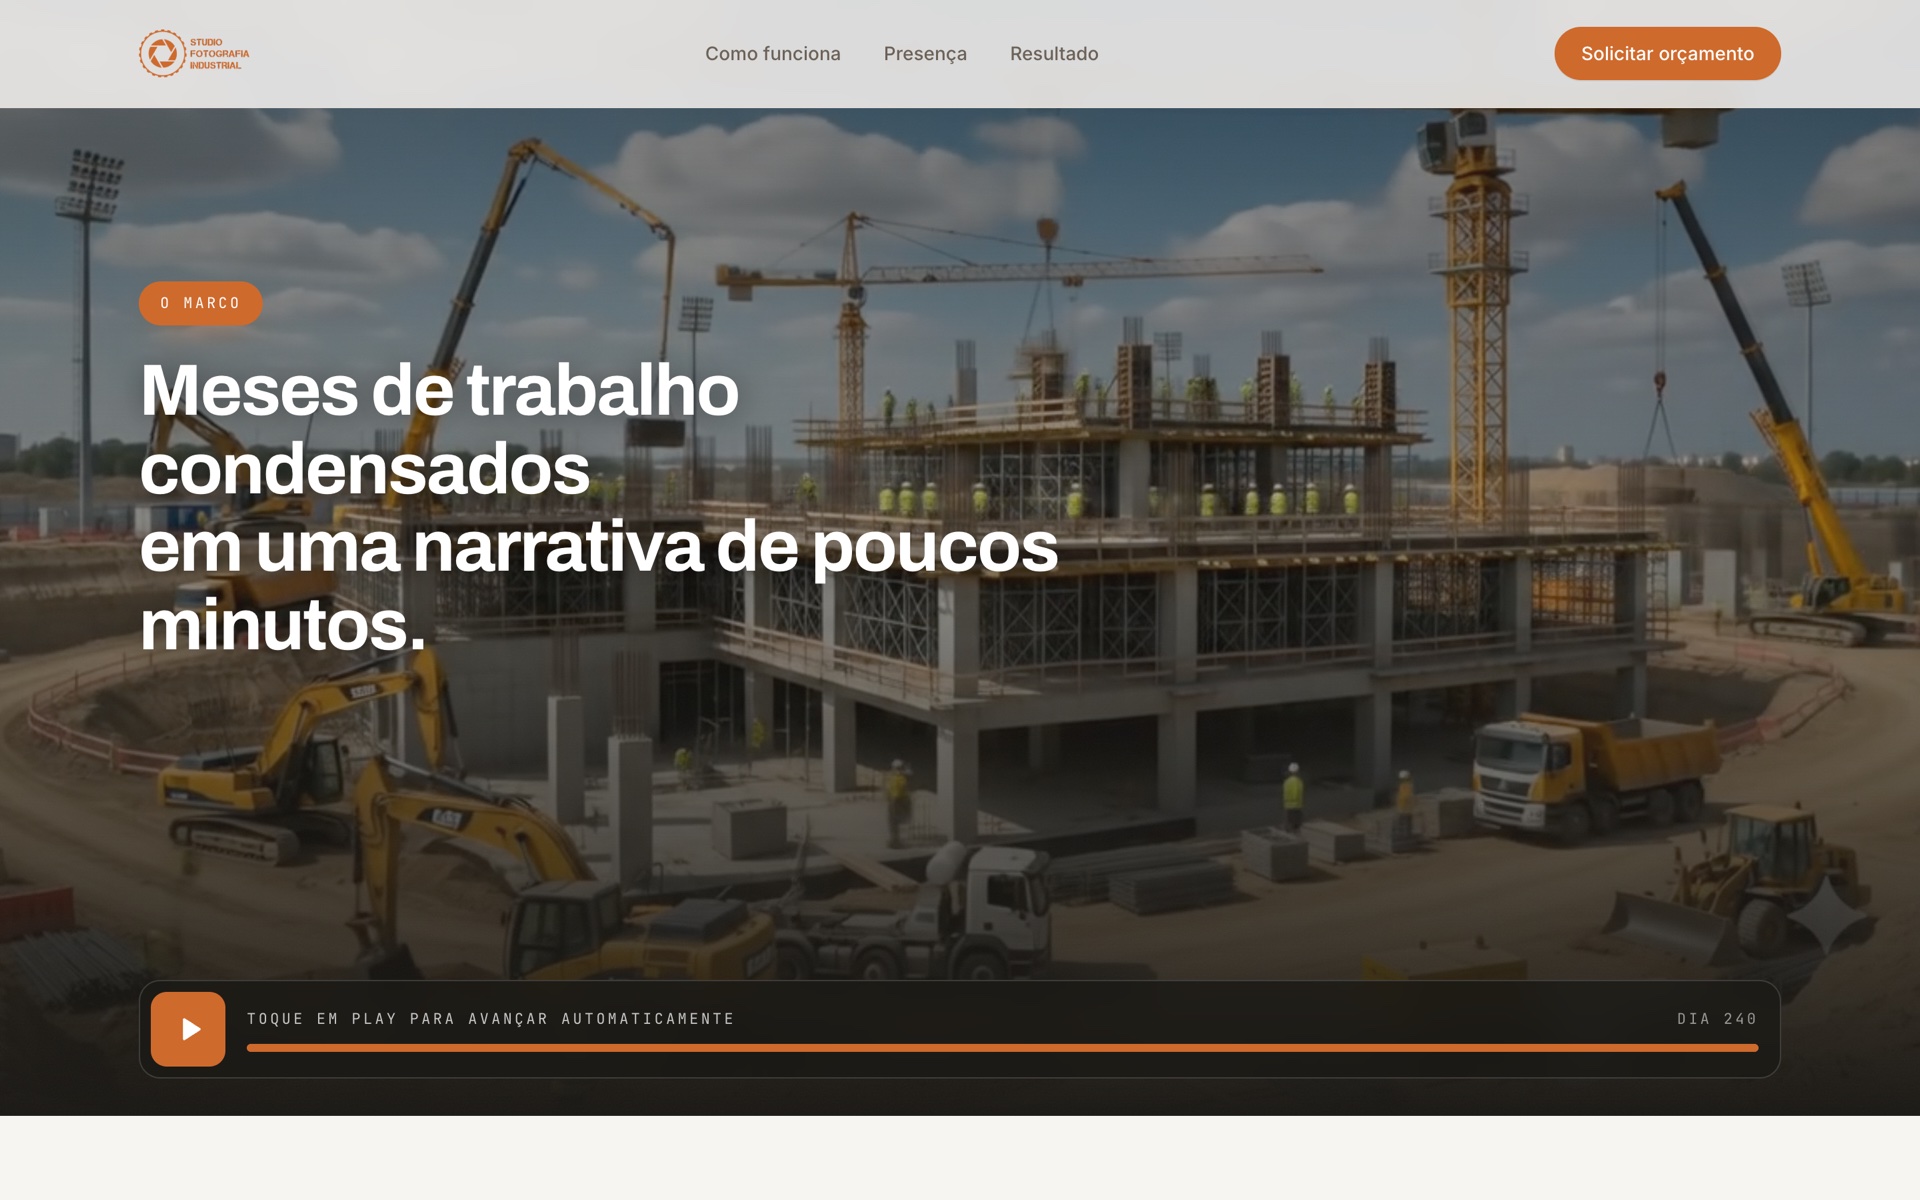 STUDIO
FOTOGRAFIA
INDUSTRIAL
Como funciona
Presença
Resultado
Solicitar orçamento
O MARCO
Meses de trabalho
condensados
em uma narrativa de poucos
minutos.
TOQUE EM PLAY PARA AVANÇAR AUTOMATICAMENTE
DIA 240